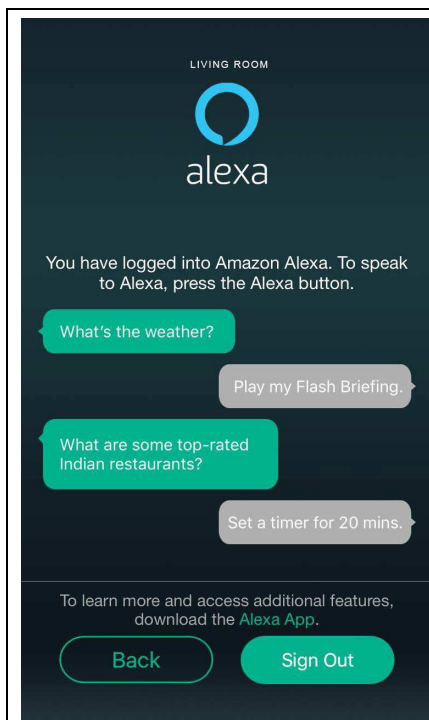 LIVING ROOM
alexa
You have logged into Amazon Alexa. To speak
to Alexa, press the Alexa button.
What's the weather?
Play my Flash Briefing.
What are some top-rated
Indian restaurants?
Set a timer for 20 mins.
To learn more and access additional features,
download the Alexa App.
Back
Sign Out